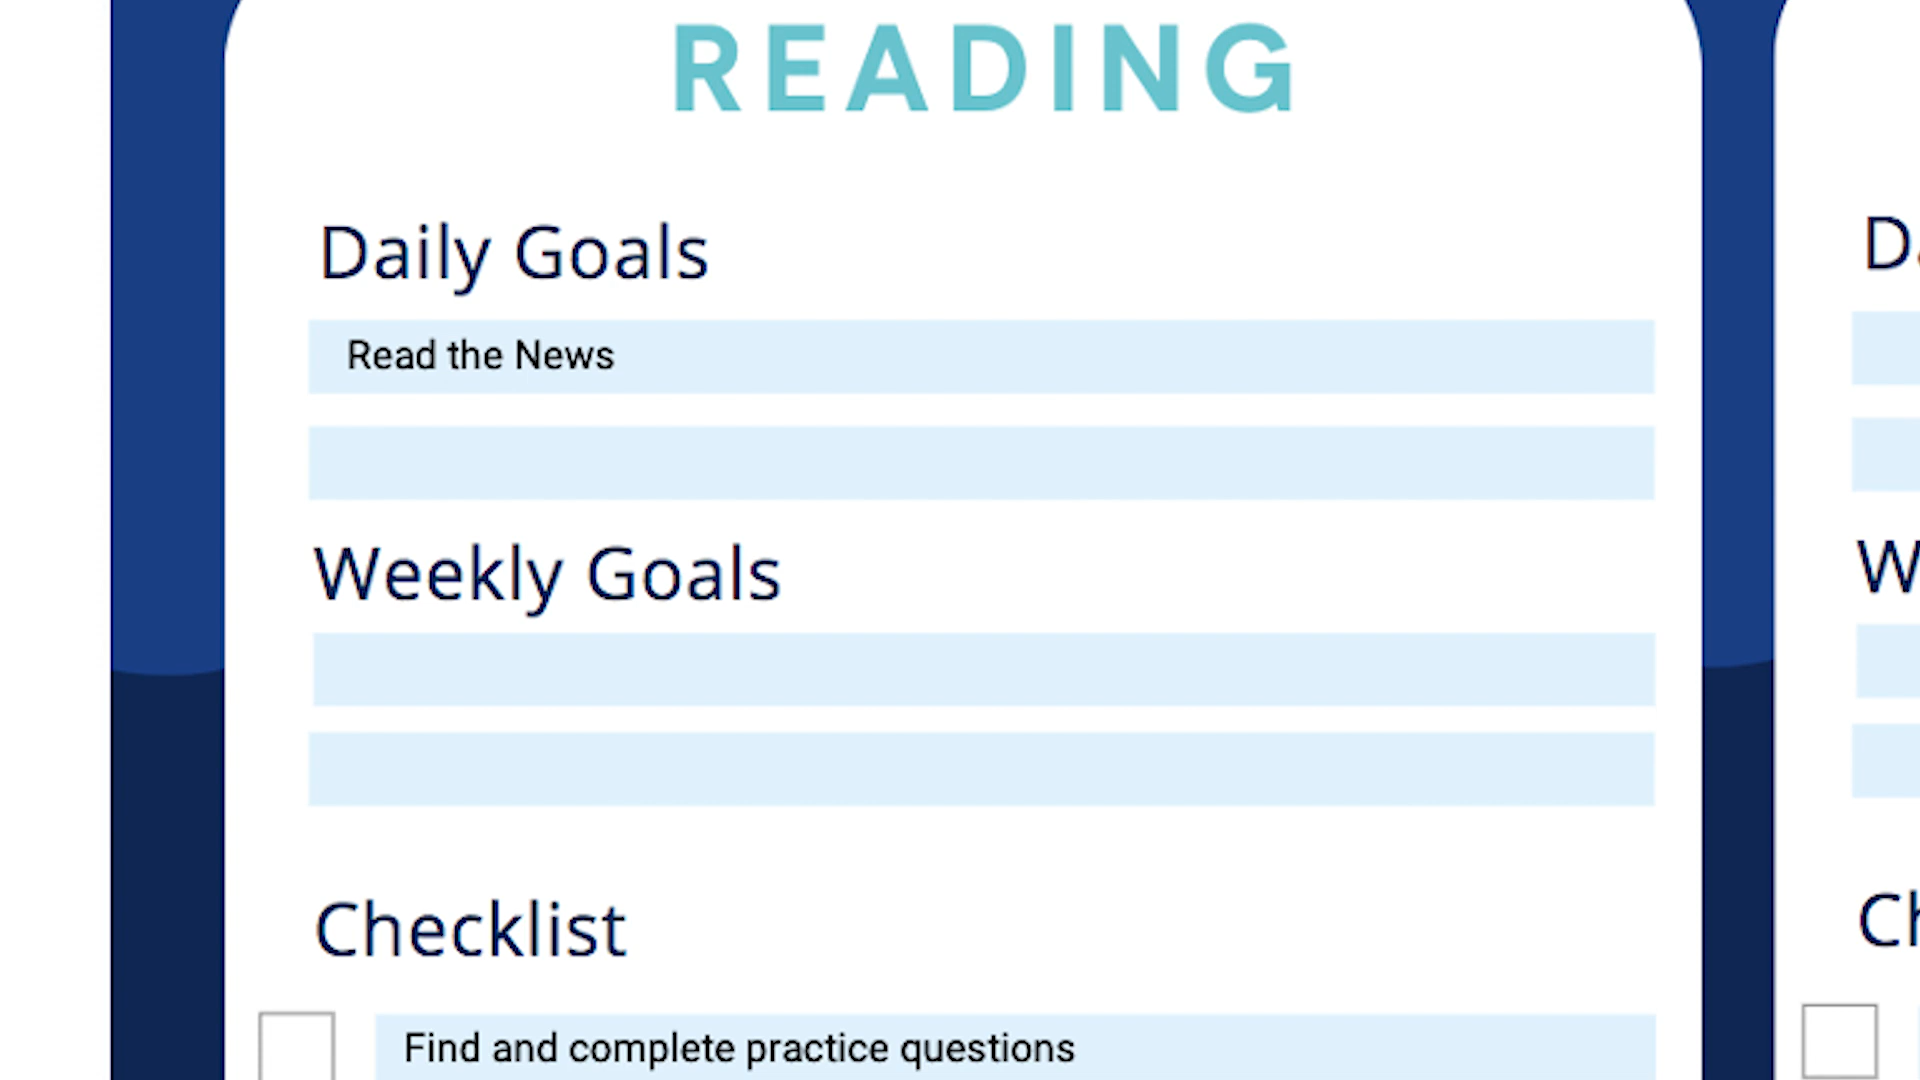 READING
Daily Goals
Read the News
Weekly Goals
Checklist
Find and complete practice questions